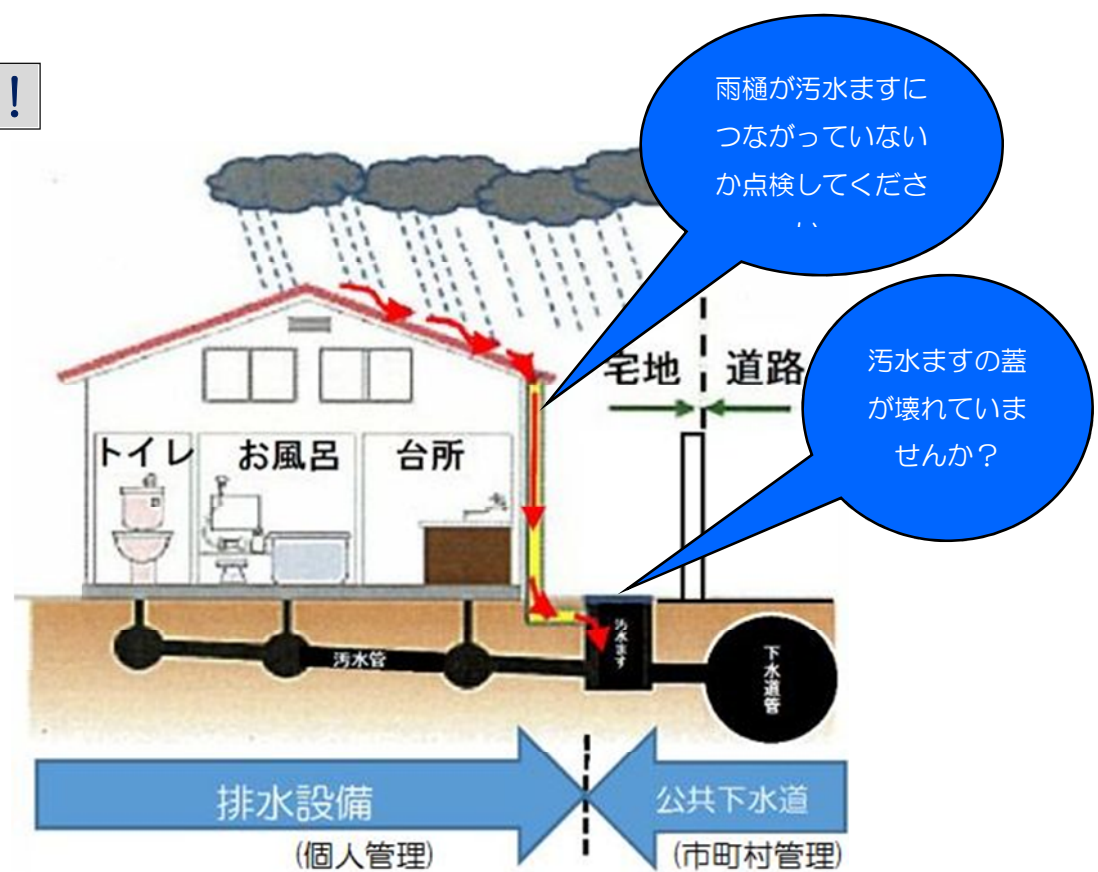 ！
雨樋が汚水ますに
つながっていない
か点検してくださ
宅地
道路
汚水ますの蓋
が壊れていま
せんか？
トイレ
お風呂
台所
汚水ます
汚水管
下水道管
排水設備
公共下水道
(個人管理)
(市町村管理)